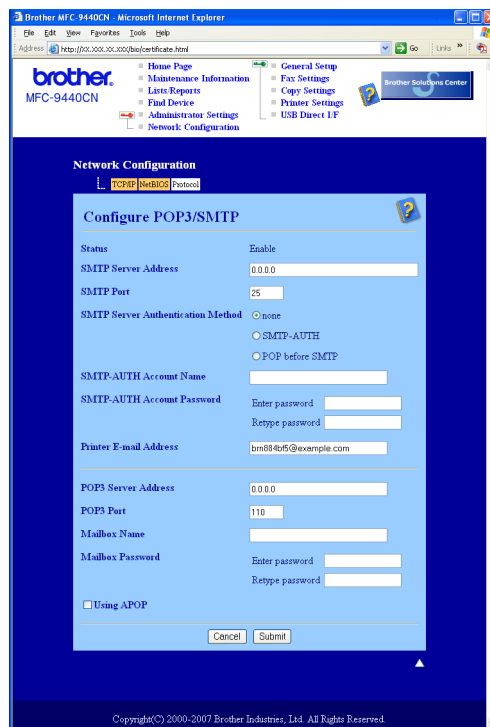 Brother MFC-9440CN - Microsoft Internet Explorer
File Edit View Favorites Tools Help
Address http://XX.XXX.XX.XXX/bio/certificate.html Go Links »
brother.
MFC-9440CN
Home Page
Maintenance Information
Lists/Reports
Find Device
Administrator Settings
Network Configuration
General Setup
Fax Settings
Copy Settings
Printer Settings
USB Direct I/F
Brother Solutions Center
Network Configuration
TCP/IP NetBIOS Protocol
Configure POP3/SMTP
Status Enable
SMTP Server Address 0.0.0.0
SMTP Port 25
SMTP Server Authentication Method none
SMTP-AUTH
POP before SMTP
SMTP-AUTH Account Name
SMTP-AUTH Account Password Enter password
Retype password
Printer E-mail Address brn884bf5@example.com
POP3 Server Address 0.0.0.0
POP3 Port 110
Mailbox Name
Mailbox Password Enter password
Retype password
Using APOP
Cancel Submit
Copyright(C) 2000-2007 Brother Industries, Ltd. All Rights Reserved.